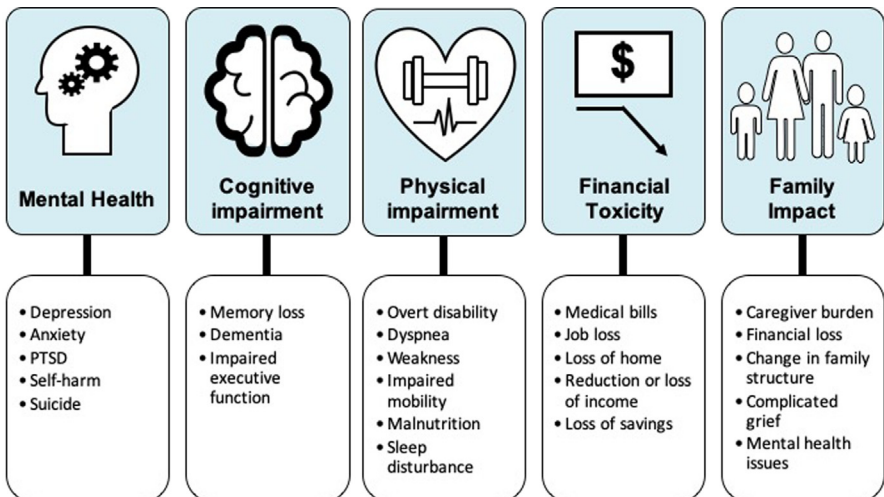 Mental Health
Cognitive
impairment
Physical
impairment
$
Financial
Toxicity
Family
Impact
• Depression
• Anxiety
• PTSD
• Self-harm
• Suicide
• Memory loss
• Dementia
• Impaired
executive
function
• Overt disability
• Dyspnea
• Weakness
• Impaired
mobility
• Malnutrition
• Sleep
disturbance
• Medical bills
• Job loss
• Loss of home
• Reduction or loss
of income
• Loss of savings
• Caregiver burden
• Financial loss
• Change in family
structure
• Complicated
grief
• Mental health
issues